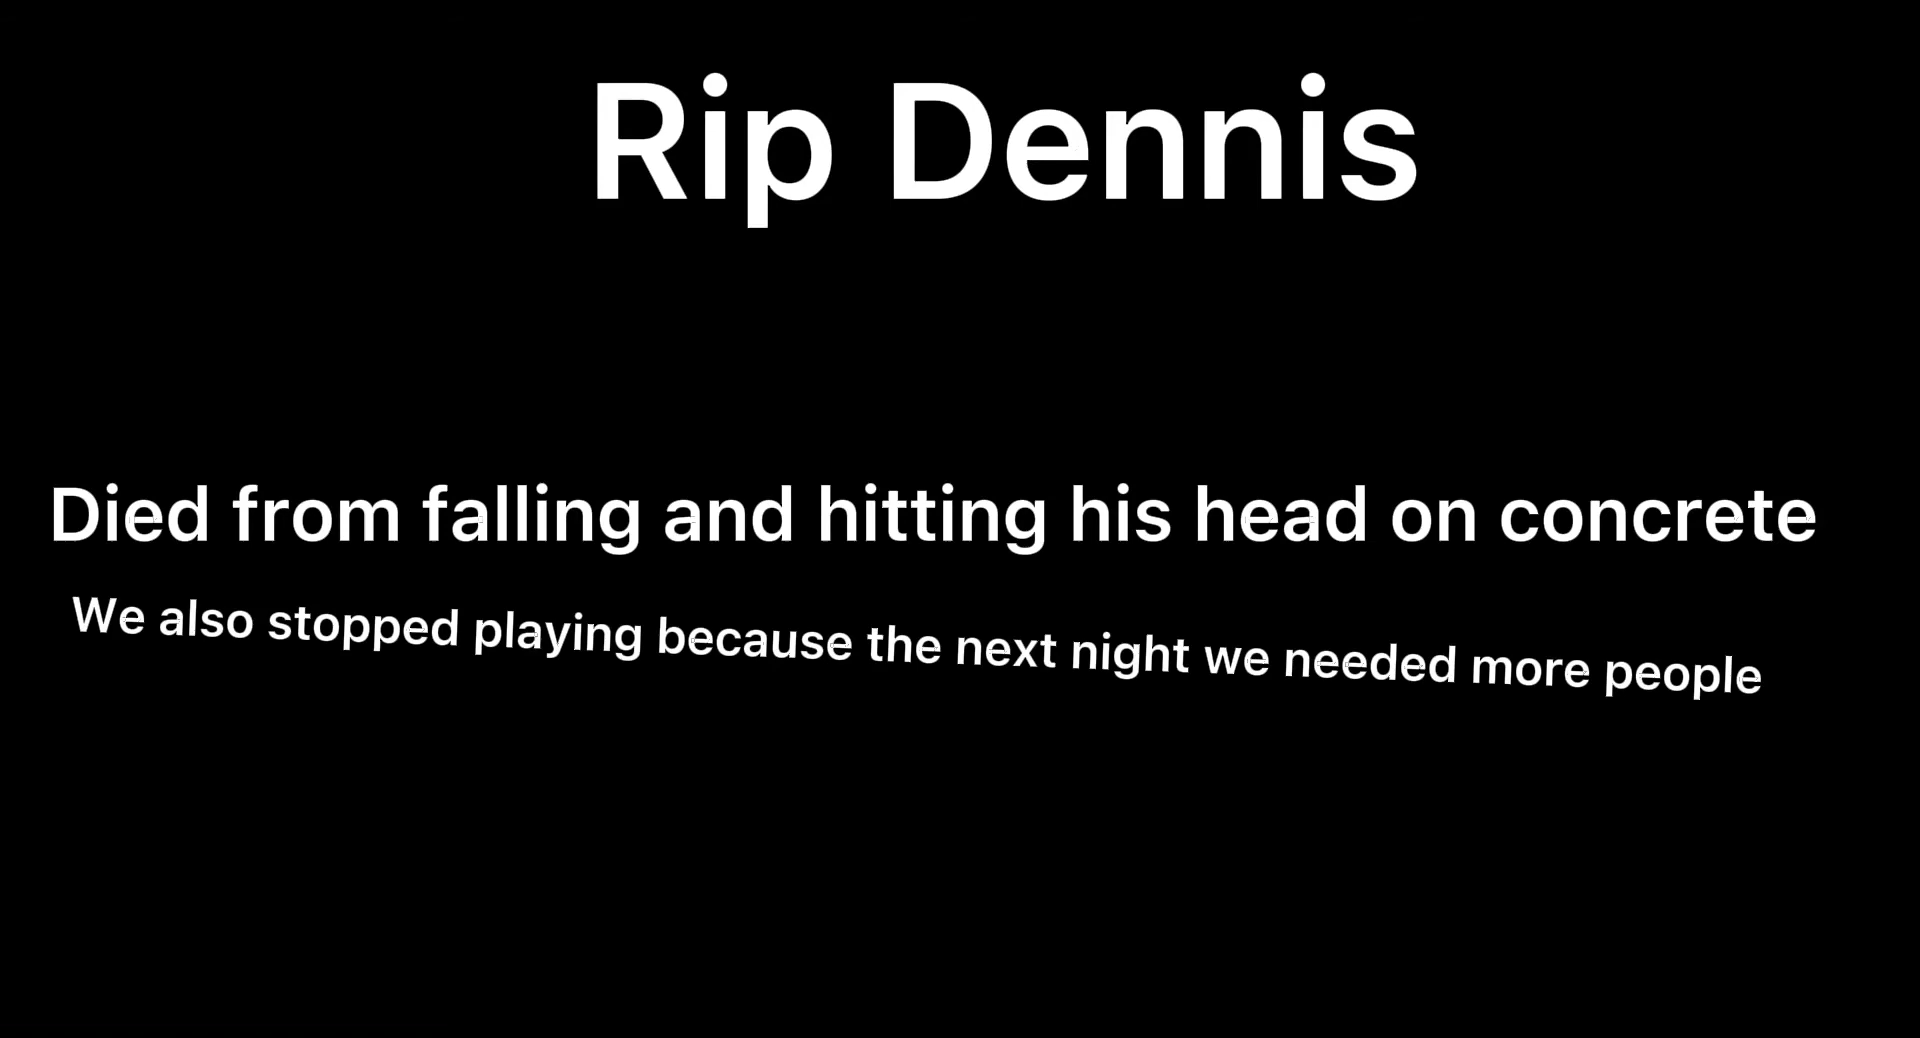 Rip Dennis
Died from falling and hitting his head on concrete
We also stopped playing because the next night we needed more people